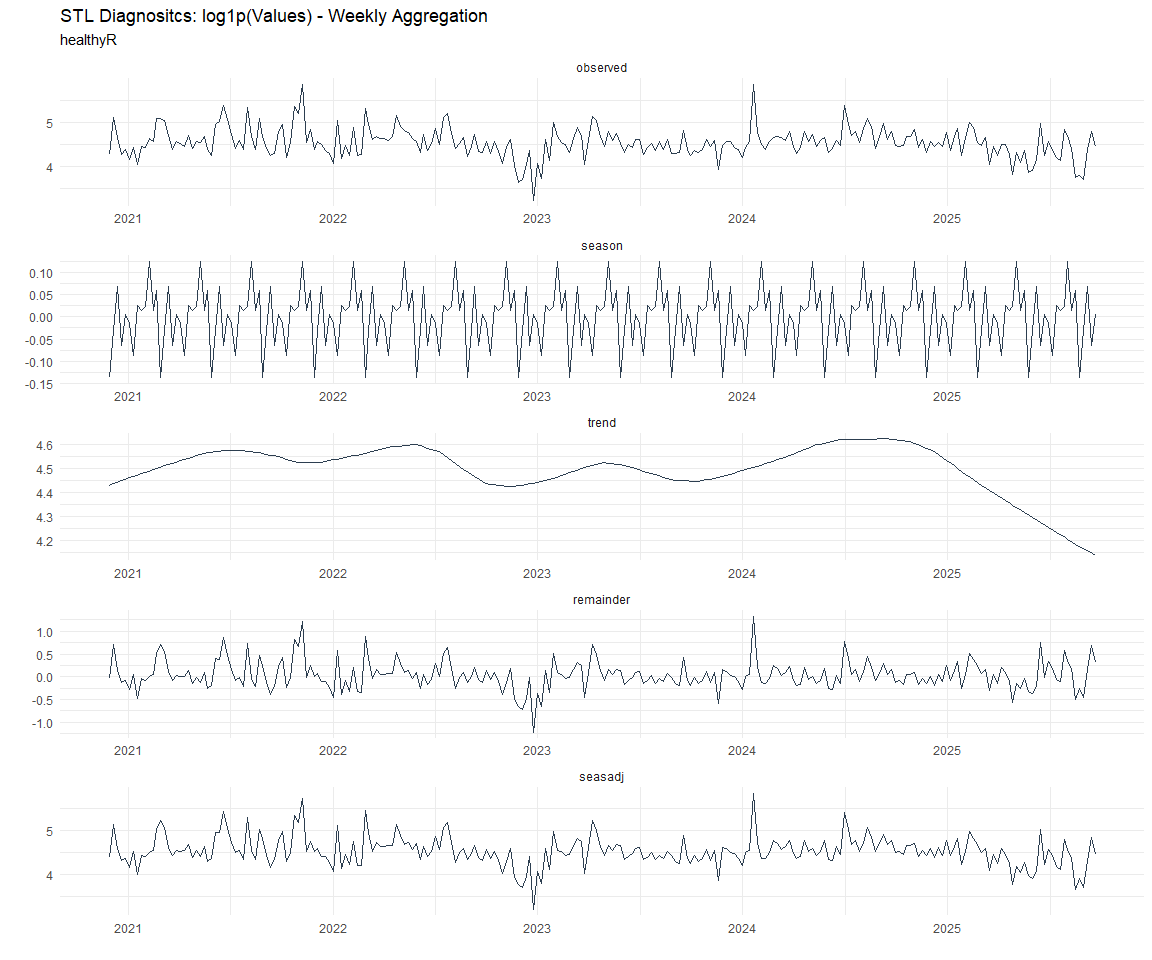 STL Diagnositcs: log1p(Values) - Weekly Aggregation
healthyR
observed
5
4
2021 2022 2023 2024 2025
season
0.10
0.05
0.00
-0.05
-0.10
-0.15
2021 2022 2023 2024 2025
trend
4.6
4.5
4.4
4.3
4.2
2021 2022 2023 2024 2025
remainder
1.0
0.5
0.0
-0.5
-1.0
2021 2022 2023 2024 2025
seasadj
5
4
2021 2022 2023 2024 2025